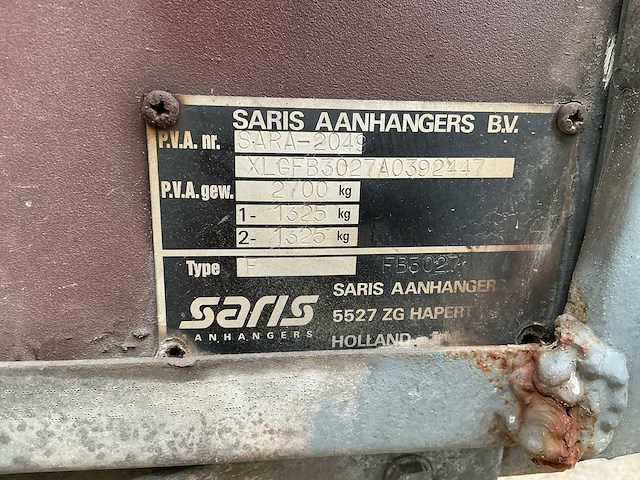 SARIS AANHANGERS B.V.
P.V.A. nr. SARA-2049
XLGFB3027A0392447
P.V.A. gew. 2700 kg
1- 1325 kg
2- 1325 kg
Type F FB3027
SARIS AANHANGERS
saris 5527 ZG HAPERT
ANHANGERS HOLLAND